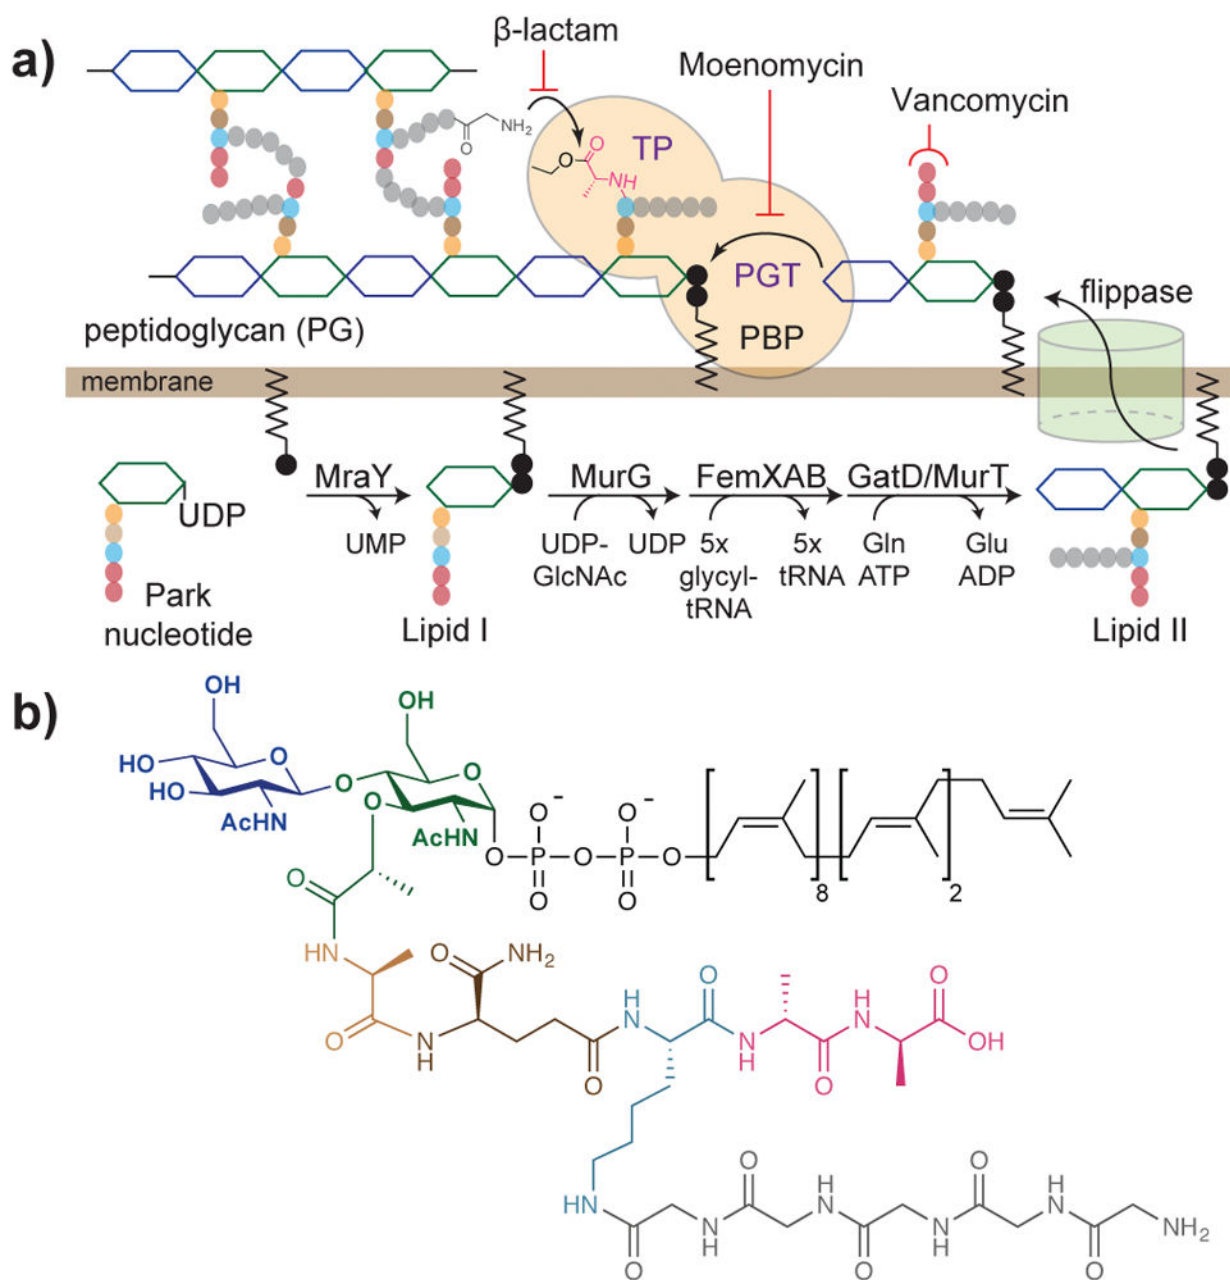 a)
β-lactam
Moenomycin
Vancomycin
NH2
O
O
O
NH
TP
PGT
PBP
flippase
peptidoglycan (PG)
membrane
UDP
Park
nucleotide
MraY
UMP
Lipid I
MurG
UDP-
GlcNAc
UDP
FemXAB
5x
glycyl-
tRNA
5x
tRNA
GatD/MurT
Gln
ATP
Glu
ADP
Lipid II
b)
OH
OH
HO
HO
O
O
O
O
AcHN
O
AcHN
O
O-
P
O
O
O-
P
O
O
8
2
O
HN
O
O
NH2
N
H
O
H
N
O
N
H
O
H
N
O
OH
HN
O
N
H
O
H
N
O
N
H
O
H
N
O
NH2